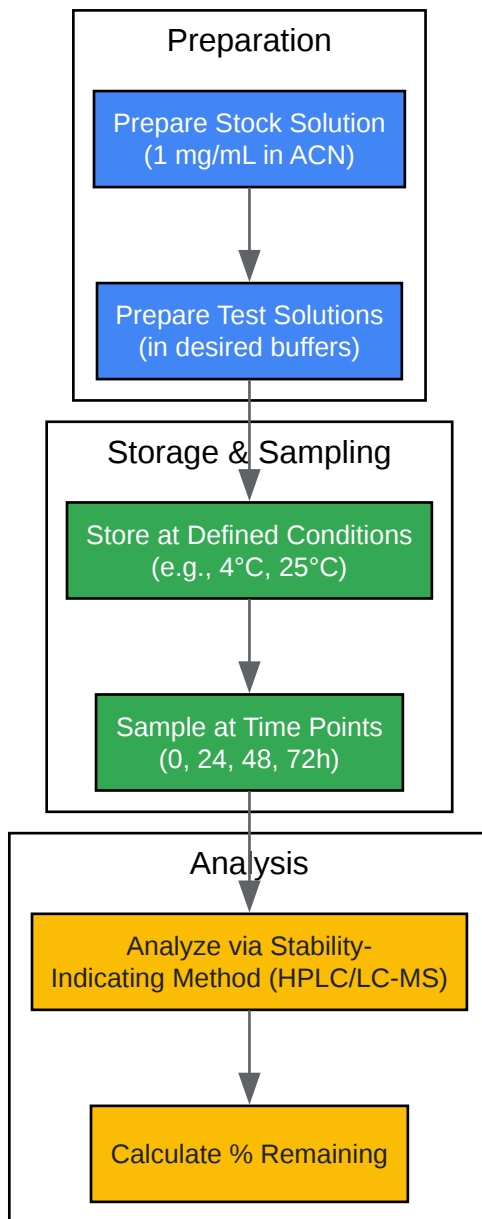 Preparation
Prepare Stock Solution
(1 mg/mL in ACN)
Prepare Test Solutions
(in desired buffers)
Storage & Sampling
Store at Defined Conditions
(e.g., 4°C, 25°C)
Sample at Time Points
(0, 24, 48, 72h)
Analysis
Analyze via Stability-
Indicating Method (HPLC/LC-MS)
Calculate % Remaining